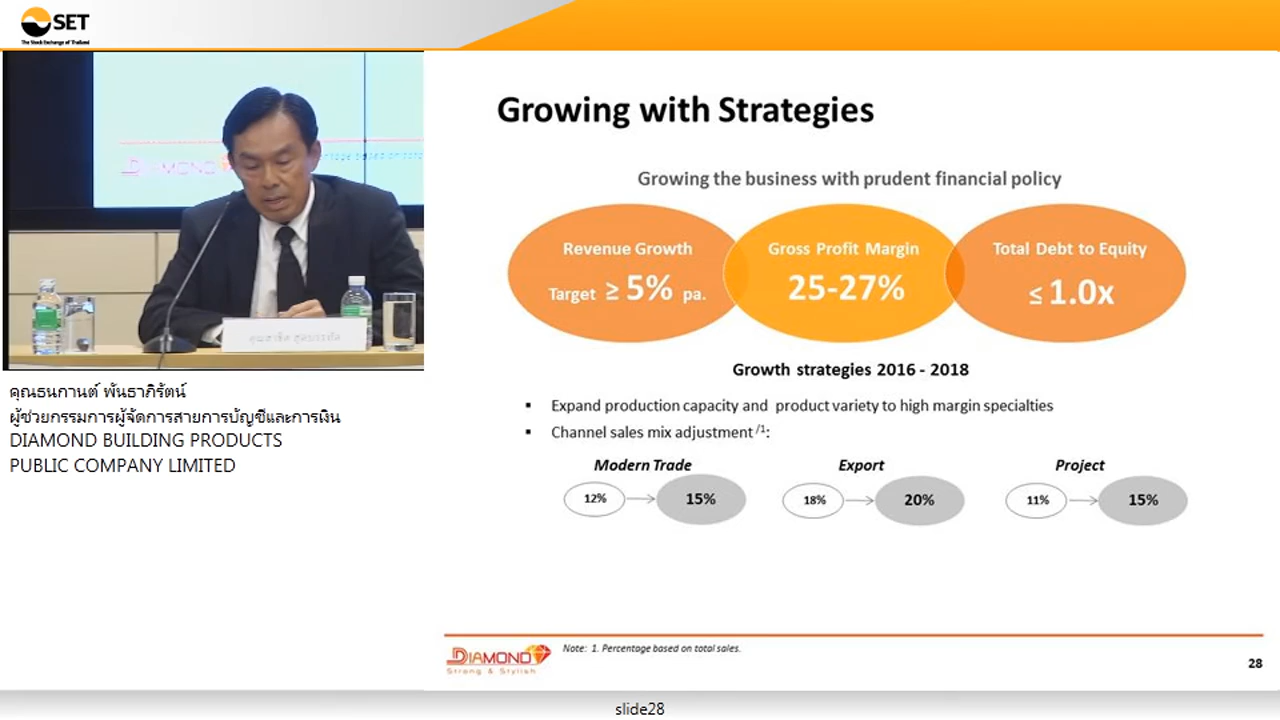 SET
The Stock Exchange of Thailand
DIAMOND
คุณธนกานต์ พันธาภิรัตน์
ผู้ช่วยกรรมการผู้จัดการสายการบัญชีและการเงิน
DIAMOND BUILDING PRODUCTS
PUBLIC COMPANY LIMITED
Growing with Strategies
Growing the business with prudent financial policy
Revenue Growth
Target ≥ 5% pa.
Gross Profit Margin
25-27%
Total Debt to Equity
≤ 1.0x
Growth strategies 2016 - 2018
▪ Expand production capacity and product variety to high margin specialties
▪ Channel sales mix adjustment /1:
Modern Trade
12% → 15%
Export
18% → 20%
Project
11% → 15%
DIAMOND
Strong & Stylish
Note: 1. Percentage based on total sales.
28
slide28